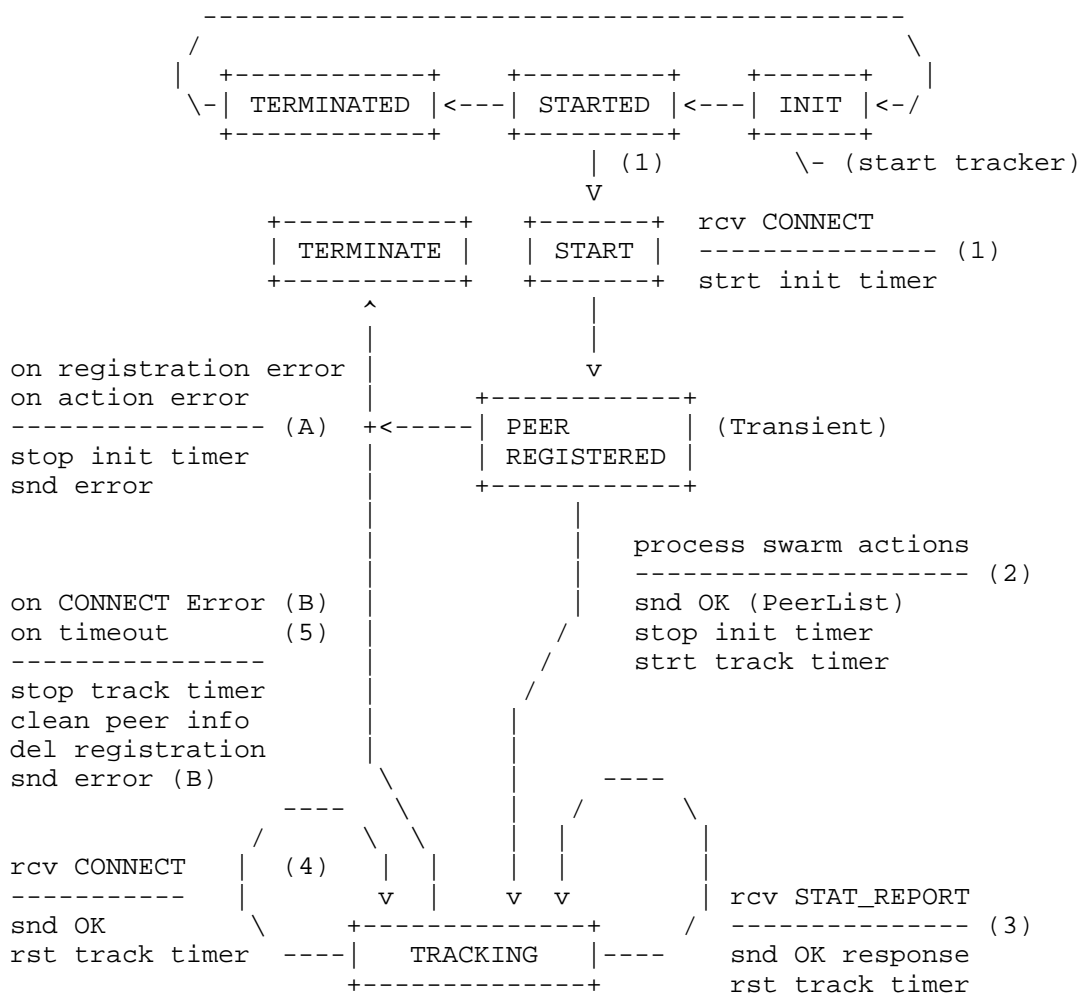 TERMINATED STARTED INIT
(1) (start tracker)
rcv CONNECT
TERMINATE START --------------- (1)
strt init timer
on registration error
on action error
---------------- (A) PEER (Transient)
stop init timer REGISTERED
snd error
process swarm actions
--------------------- (2)
on CONNECT Error (B) snd OK (PeerList)
on timeout (5) stop init timer
---------------- strt track timer
stop track timer
clean peer info
del registration
snd error (B)
rcv CONNECT (4)
----------- rcv STAT_REPORT
snd OK --------------- (3)
rst track timer TRACKING snd OK response
rst track timer